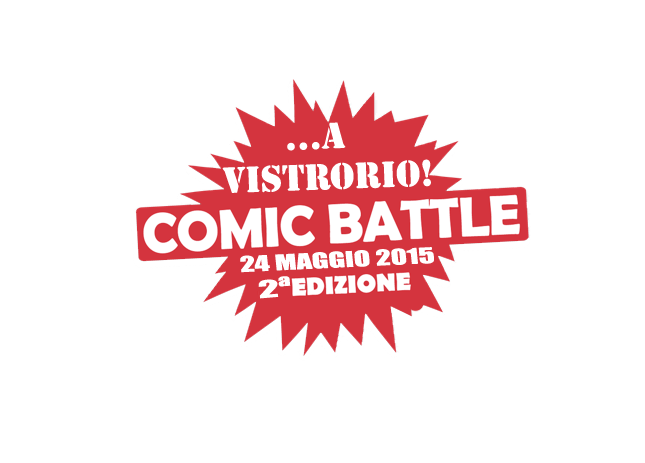 ...A
VISTRORIO!
COMIC BATTLE
24 MAGGIO 2015
2ªEDIZIONE